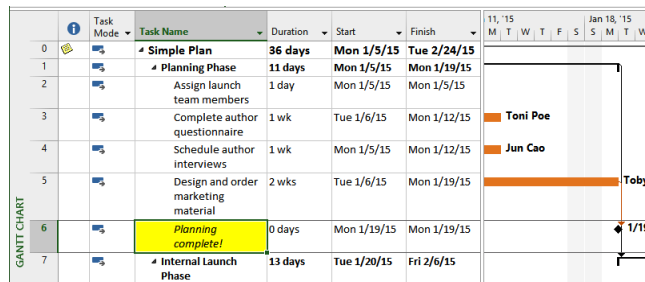 Task
Mode Task Name Duration Start Finish 11, '15 Jan 18, '15
M T W T F S S M T W
0 Simple Plan 36 days Mon 1/5/15 Tue 2/24/15
1 Planning Phase 11 days Mon 1/5/15 Mon 1/19/15
2 Assign launch 1 day Mon 1/5/15 Mon 1/5/15
team members
3 Complete author 1 wk Tue 1/6/15 Mon 1/12/15 Toni Poe
questionnaire
4 Schedule author 1 wk Mon 1/5/15 Mon 1/12/15 Jun Cao
interviews
5 Design and order 2 wks Tue 1/6/15 Mon 1/19/15 Toby
marketing
material
6 Planning 0 days Mon 1/19/15 Mon 1/19/15 1/19
complete!
7 Internal Launch 13 days Tue 1/20/15 Fri 2/6/15
Phase
GANTT CHART